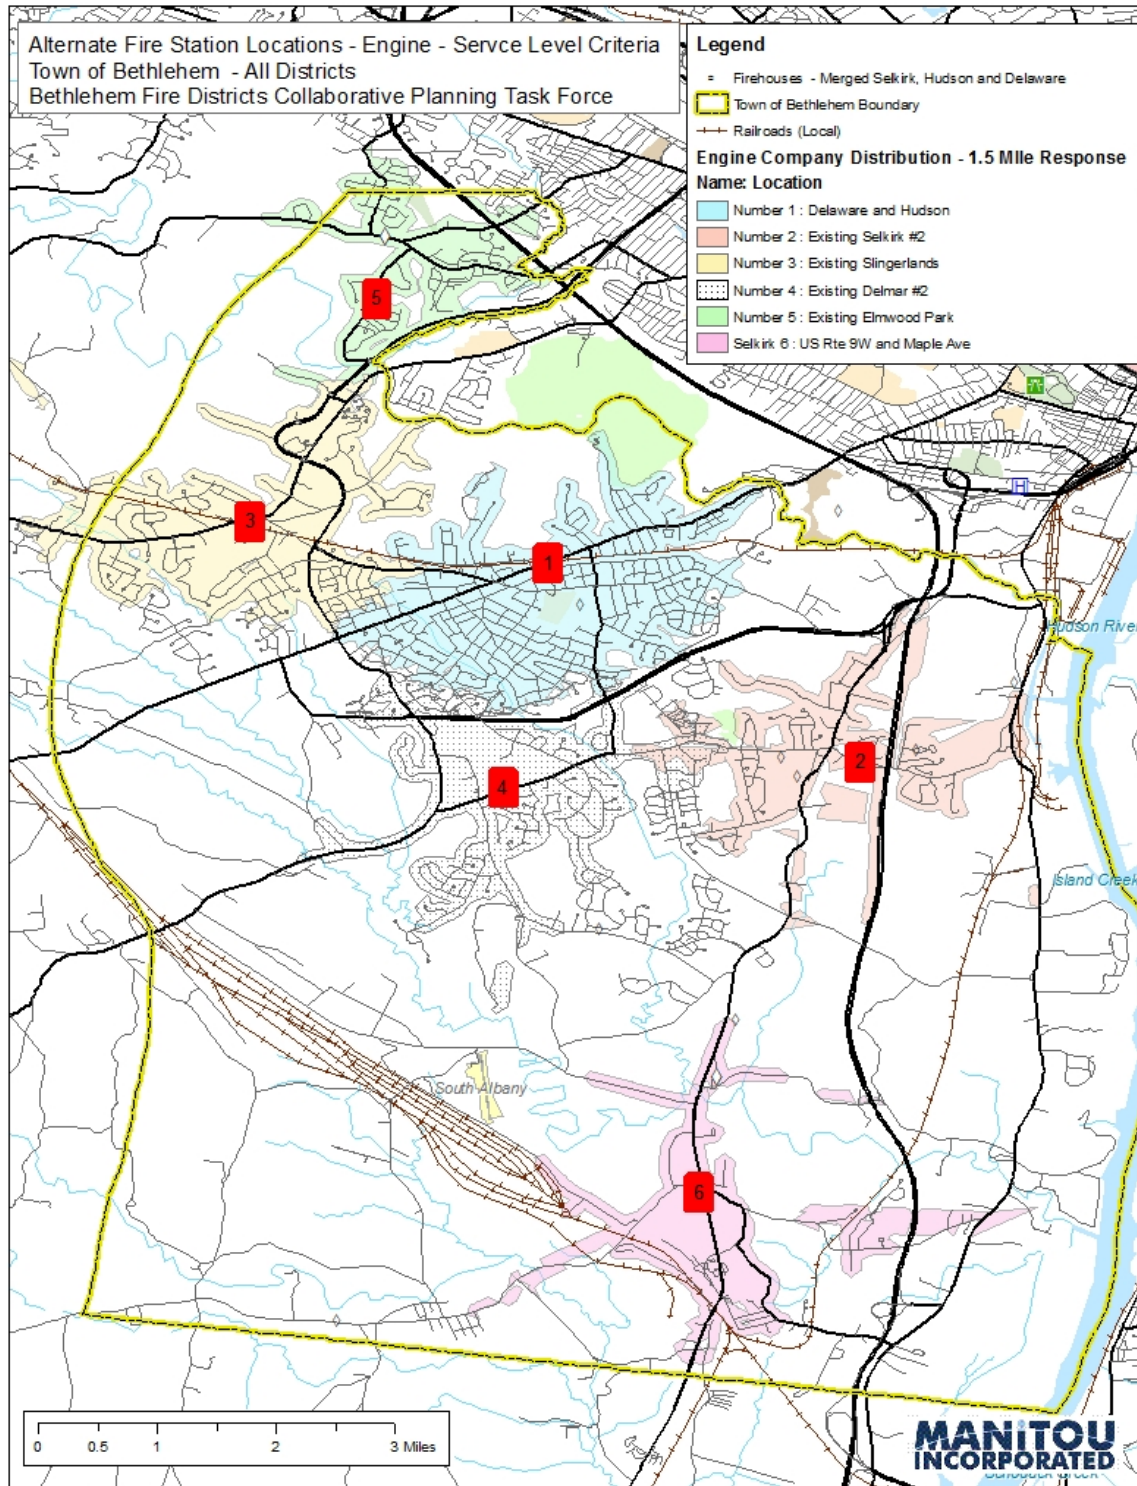 Alternate Fire Station Locations - Engine - Servce Level Criteria
Town of Bethlehem - All Districts
Bethlehem Fire Districts Collaborative Planning Task Force
Legend
Firehouses - Merged Selkirk, Hudson and Delaware
Town of Bethlehem Boundary
Railroads (Local)
Engine Company Distribution - 1.5 MIle Response
Name: Location
Number 1 : Delaware and Hudson
Number 2 : Existing Selkirk #2
Number 3 : Existing Slingerlands
Number 4 : Existing Delmar #2
Number 5 : Existing Elmwood Park
Selkirk 6 : US Rte 9W and Maple Ave
5
H
3
1
Hudson River
2
4
Island Creek
South Albany
6
0 0.5 1 2 3 Miles
MANiTOU
INCORPORATED